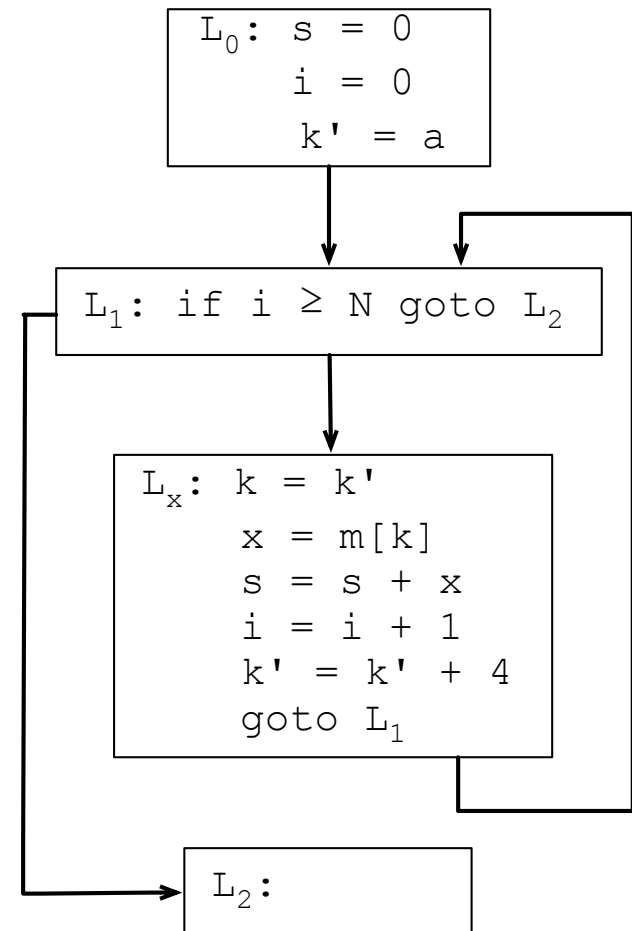 L₀: s = 0
i = 0
k' = a
L₁: if i ≥ N goto L₂
Lₓ: k = k'
x = m[k]
s = s + x
i = i + 1
k' = k' + 4
goto L₁
L₂: